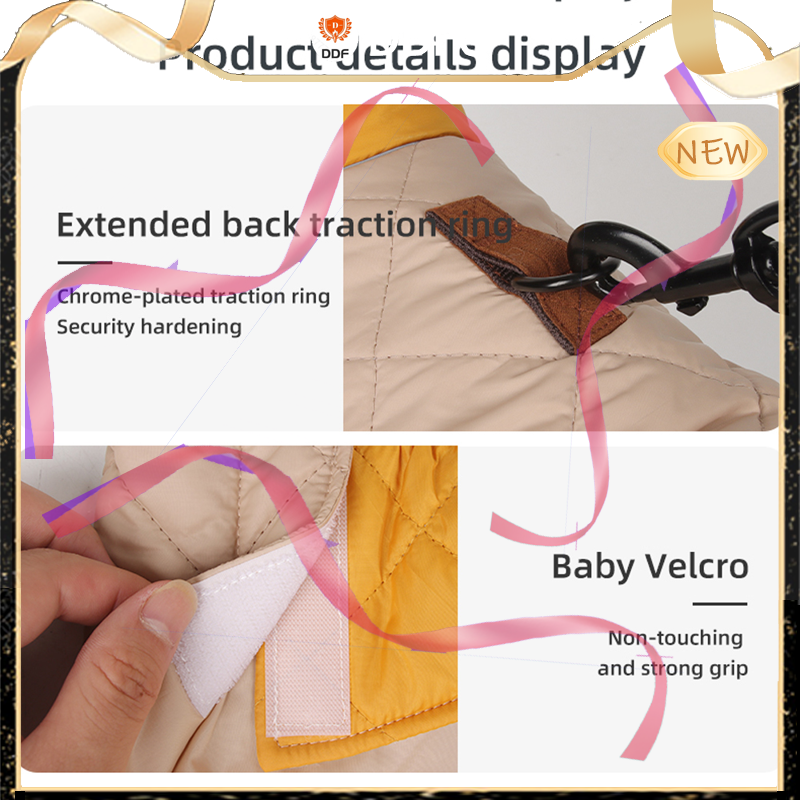 DDF
Product details display
NEW
Extended back traction ring
Chrome-plated traction ring
Security hardening
Baby Velcro
Non-touching
and strong grip